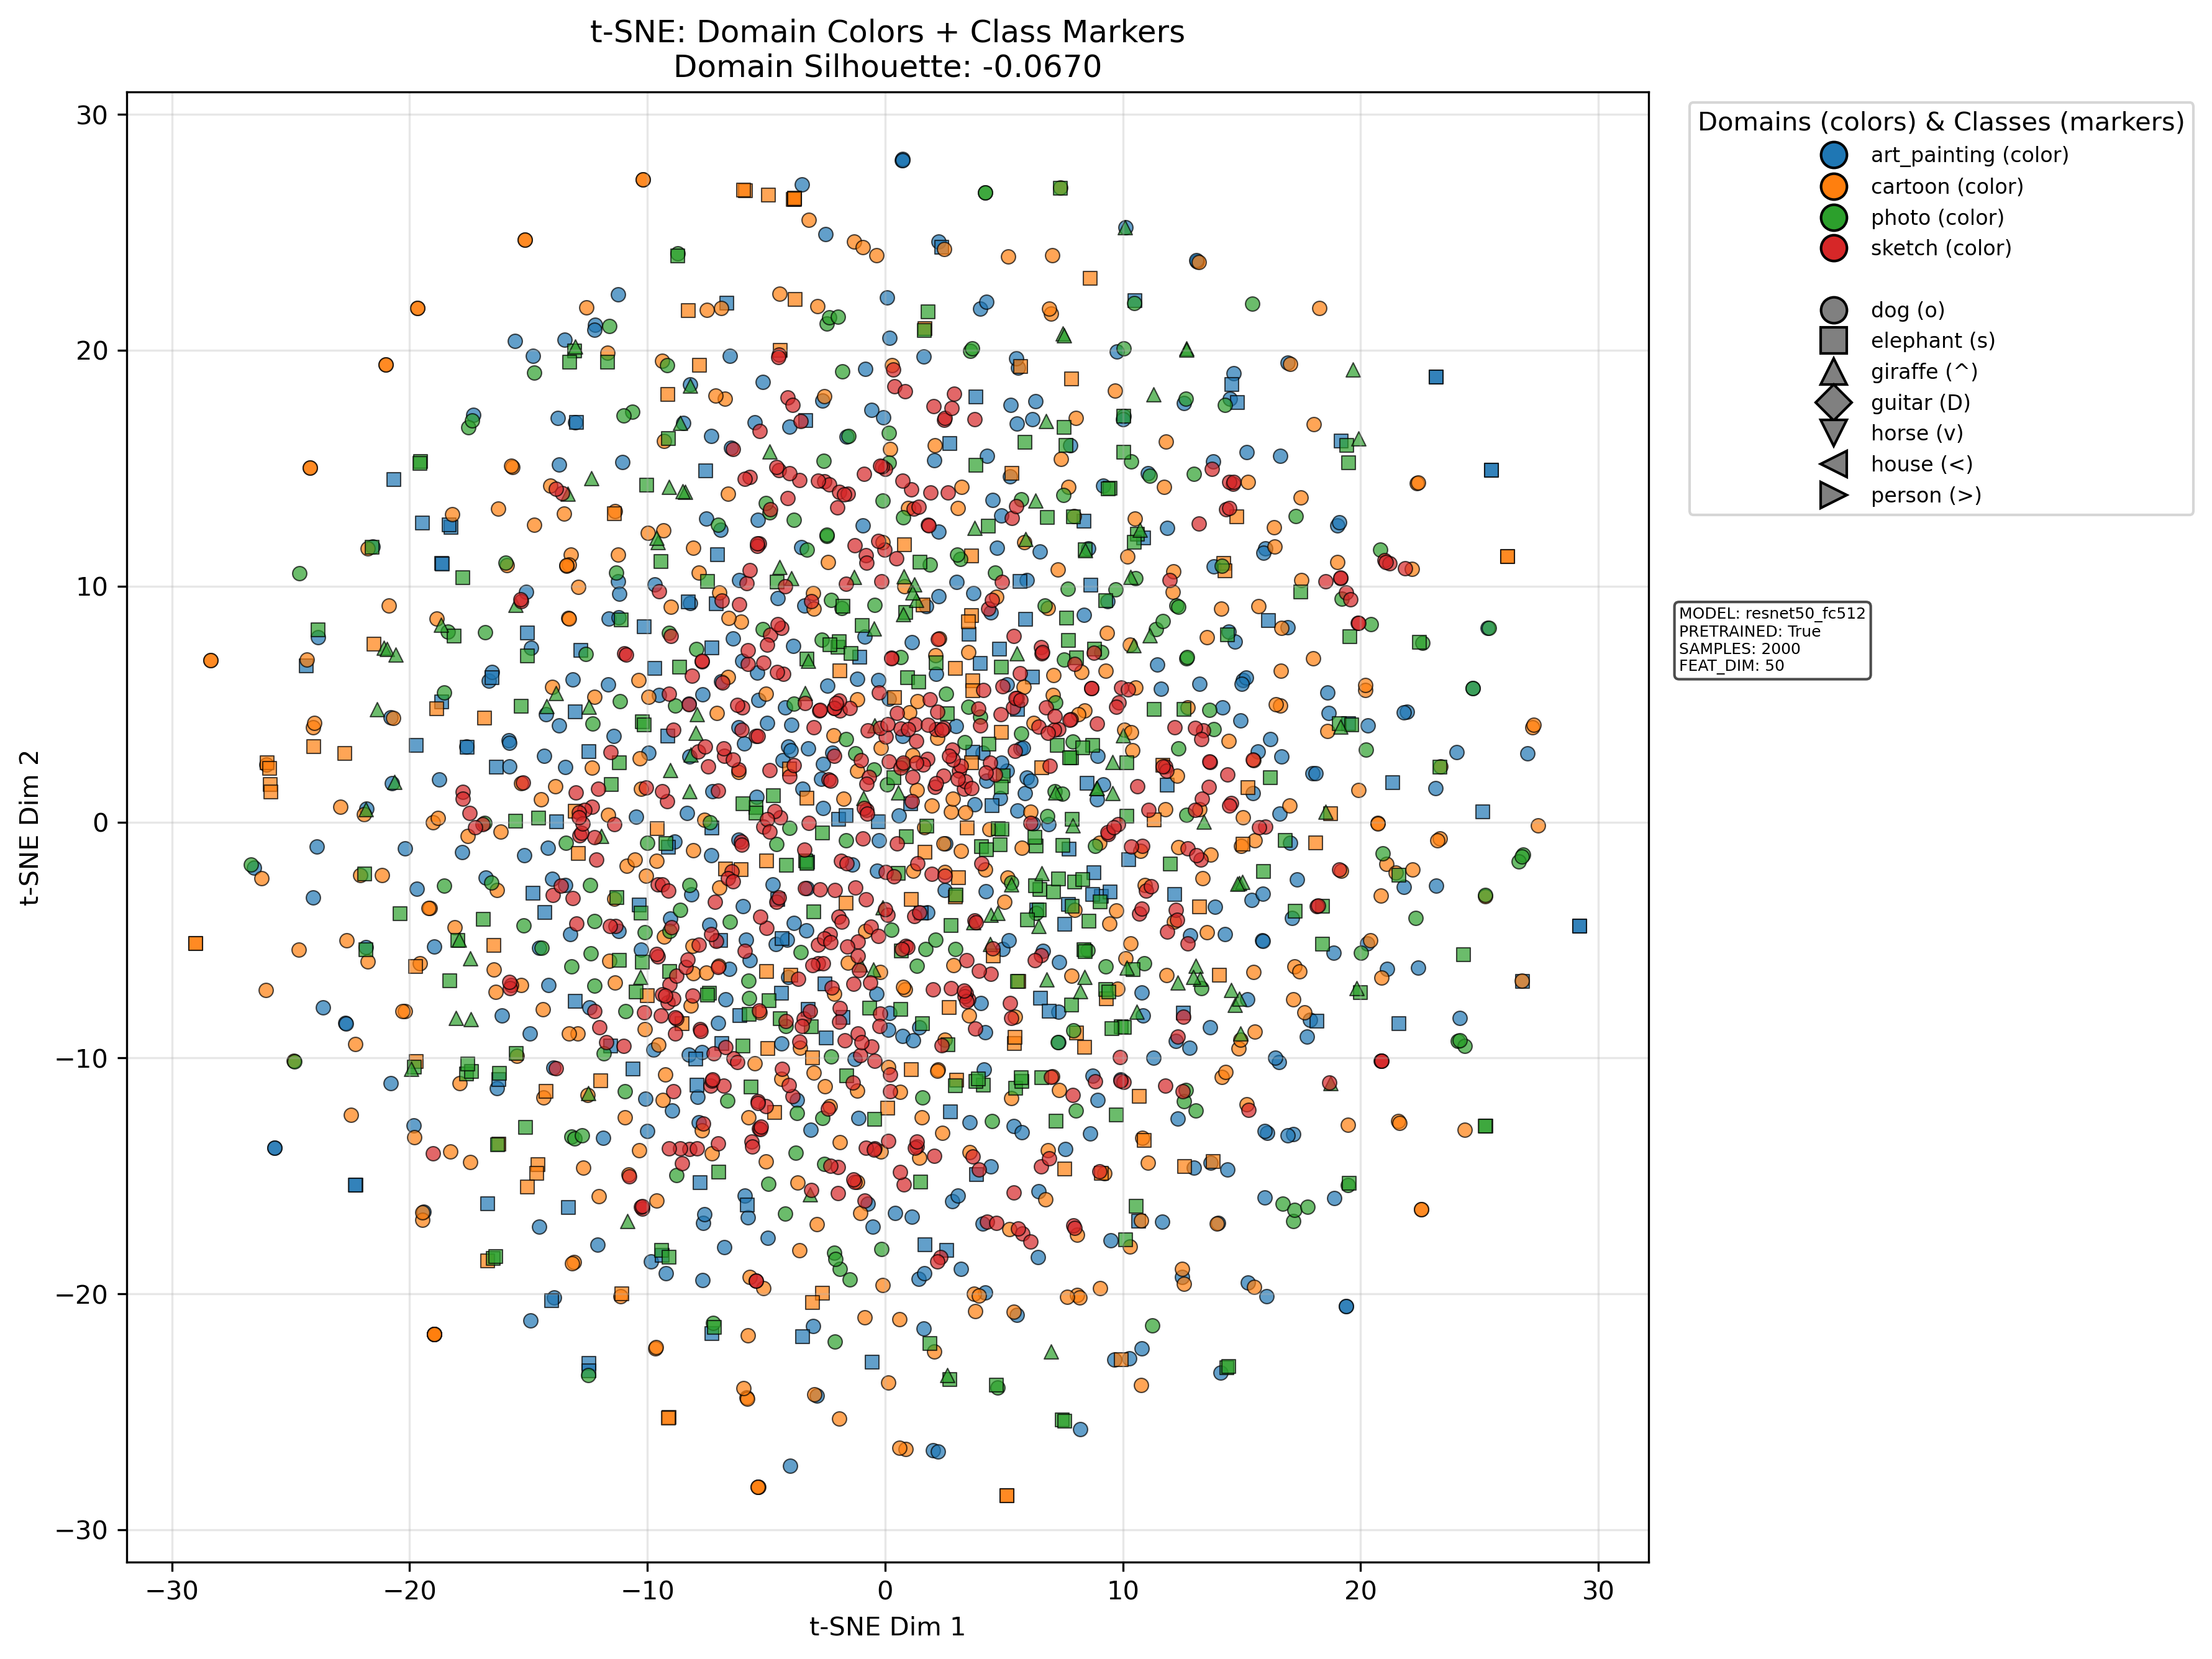 t-SNE: Domain Colors + Class Markers
Domain Silhouette: -0.0670
Domains (colors) & Classes (markers)
art_painting (color)
cartoon (color)
photo (color)
sketch (color)
dog (o)
elephant (s)
giraffe (^)
guitar (D)
horse (v)
house (<)
person (>)
MODEL: resnet50_fc512
PRETRAINED: True
SAMPLES: 2000
FEAT_DIM: 50
t-SNE Dim 2
30
20
10
0
−10
−20
−30
−30 −20 −10 0 10 20 30
t-SNE Dim 1